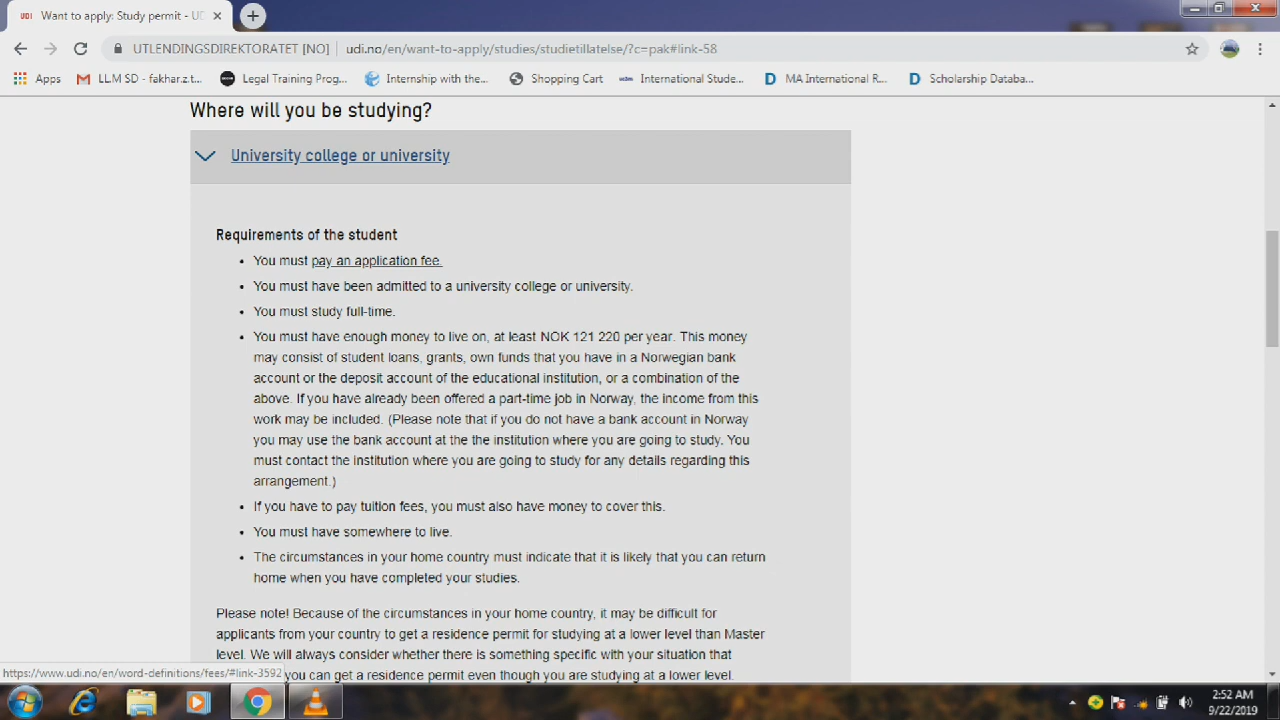 UDI Want to apply: Study permit - UD
UTLENDINGSDIREKTORATET [NO] udi.no/en/want-to-apply/studies/studietillatelse/?c=pak#link-58
Apps LLM SD - fakhar.z.t... Legal Training Prog... Internship with the... Shopping Cart International Stude... MA International R... Scholarship Databa...
Where will you be studying?
University college or university
Requirements of the student
• You must pay an application fee.
• You must have been admitted to a university college or university.
• You must study full-time.
• You must have enough money to live on, at least NOK 121 220 per year. This money
may consist of student loans, grants, own funds that you have in a Norwegian bank
account or the deposit account of the educational institution, or a combination of the
above. If you have already been offered a part-time job in Norway, the income from this
work may be included. (Please note that if you do not have a bank account in Norway
you may use the bank account at the the institution where you are going to study. You
must contact the institution where you are going to study for any details regarding this
arrangement.)
• If you have to pay tuition fees, you must also have money to cover this.
• You must have somewhere to live.
• The circumstances in your home country must indicate that it is likely that you can return
home when you have completed your studies.
Please note! Because of the circumstances in your home country, it may be difficult for
applicants from your country to get a residence permit for studying at a lower level than Master
level. We will always consider whether there is something specific with your situation that
you can get a residence permit even though you are studying at a lower level.
https://www.udi.no/en/word-definitions/fees/#link-3592
2:52 AM
9/22/2019